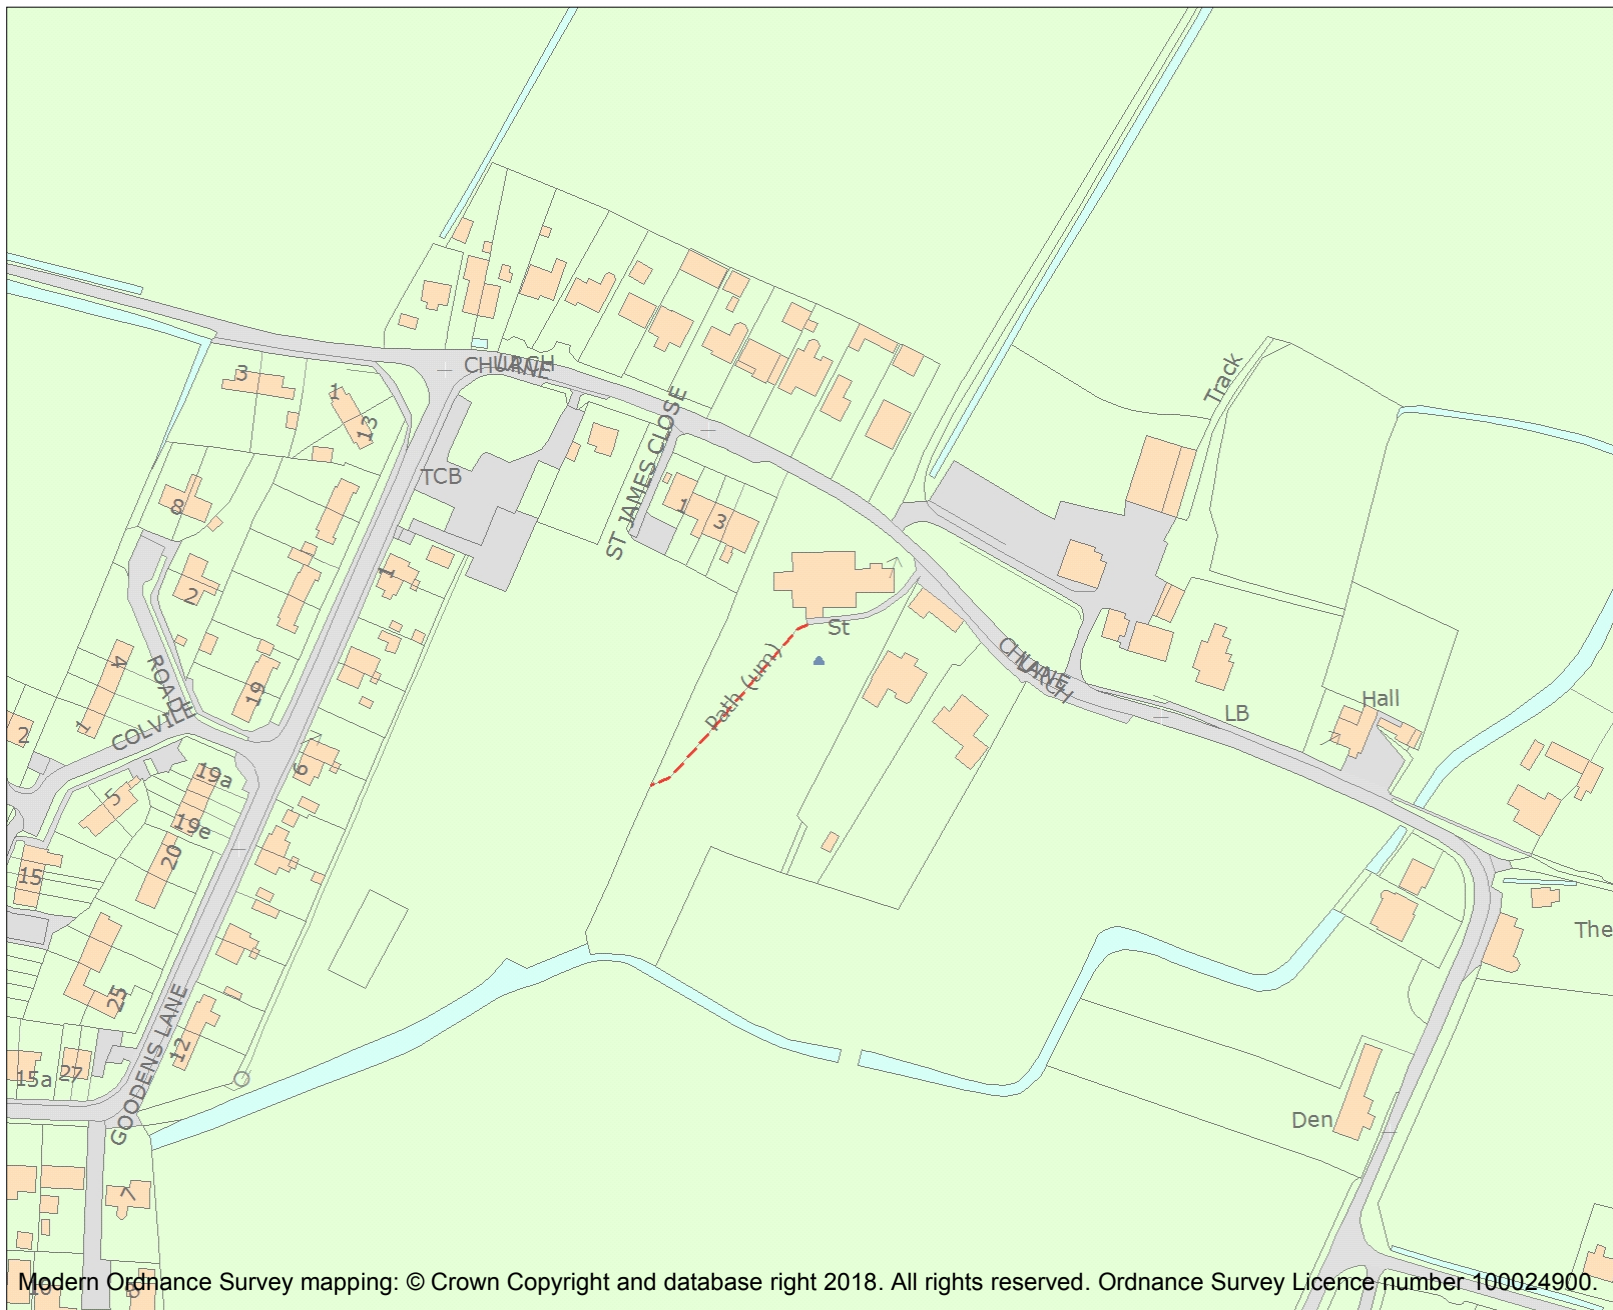 Track
CHURCH
LANE
3
1
13
ST JAMES CLOSE
TCB
8
1
3
1
2
St
Path (um)
CHURCH
LANE
4
ROAD
19
1
COLVILLE
2
Hall
LB
6
19a
5
19e
20
15
The
25
GOODENS LANE
12
15a
27
Den
7
Modern Ordnance Survey mapping: © Crown Copyright and database right 2018. All rights reserved. Ordnance Survey Licence number 100024900.